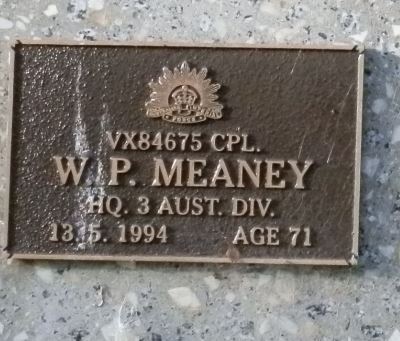 VX84675 CPL.
W. P. MEANEY
HQ. 3 AUST. DIV.
13. 5. 1994 AGE 71